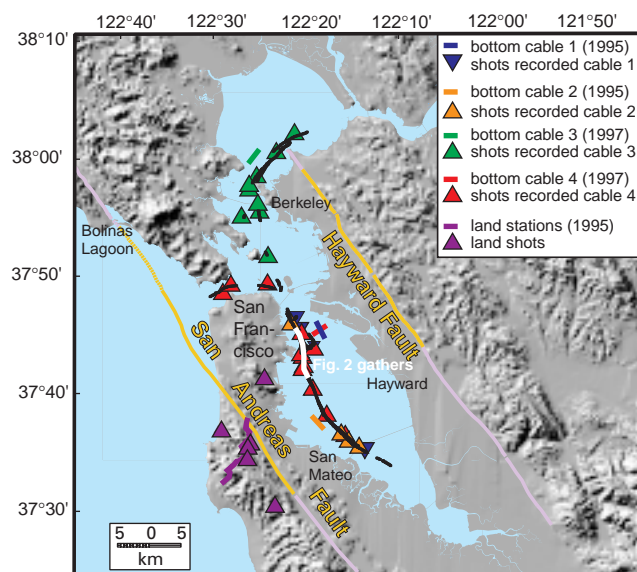 122°40' 122°30' 122°20' 122°10' 122°00' 121°50'
38°10'
38°00'
37°50'
37°40'
37°30'
bottom cable 1 (1995)
shots recorded cable 1
bottom cable 2 (1995)
shots recorded cable 2
bottom cable 3 (1997)
shots recorded cable 3
bottom cable 4 (1997)
shots recorded cable 4
land stations (1995)
land shots
Berkeley
Bolinas
Lagoon
Hayward Fault
San
Fran-
cisco
San Andreas Fault
Fig. 2 gathers
Hayward
San
Mateo
5 0 5
km